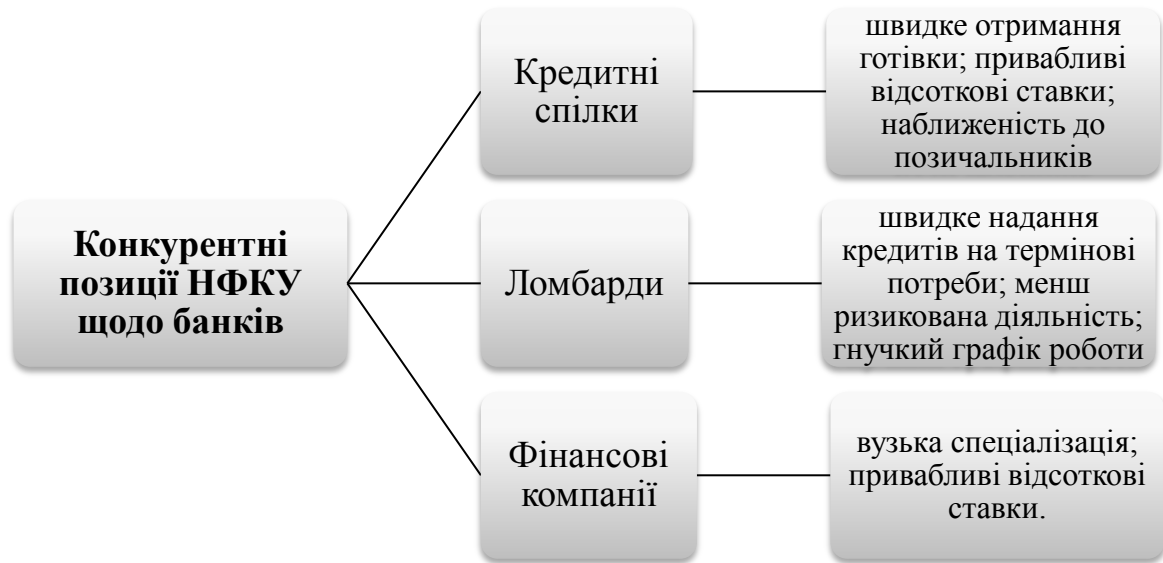 Конкурентні
позиції НФКУ
щодо банків
Кредитні
спілки
швидке отримання
готівки; привабливі
відсоткові ставки;
наближеність до
позичальників
Ломбарди
швидке надання
кредитів на термінові
потреби; менш
ризикована діяльність;
гнучкий графік роботи
Фінансові
компанії
вузька спеціалізація;
привабливі відсоткові
ставки.